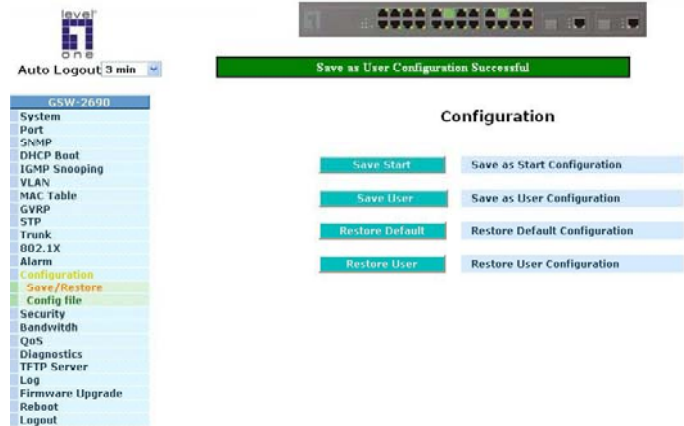 level
one
Auto Logout 3 min
Save as User Configuration Successful
GSW-2690
System
Port
SNMP
DHCP Boot
IGMP Snooping
VLAN
MAC Table
GVRP
STP
Trunk
802.1X
Alarm
Configuration
Save/Restore
Config file
Security
Bandwitdh
QoS
Diagnostics
TFTP Server
Log
Firmware Upgrade
Reboot
Logout
Configuration
Save Start Save as Start Configuration
Save User Save as User Configuration
Restore Default Restore Default Configuration
Restore User Restore User Configuration